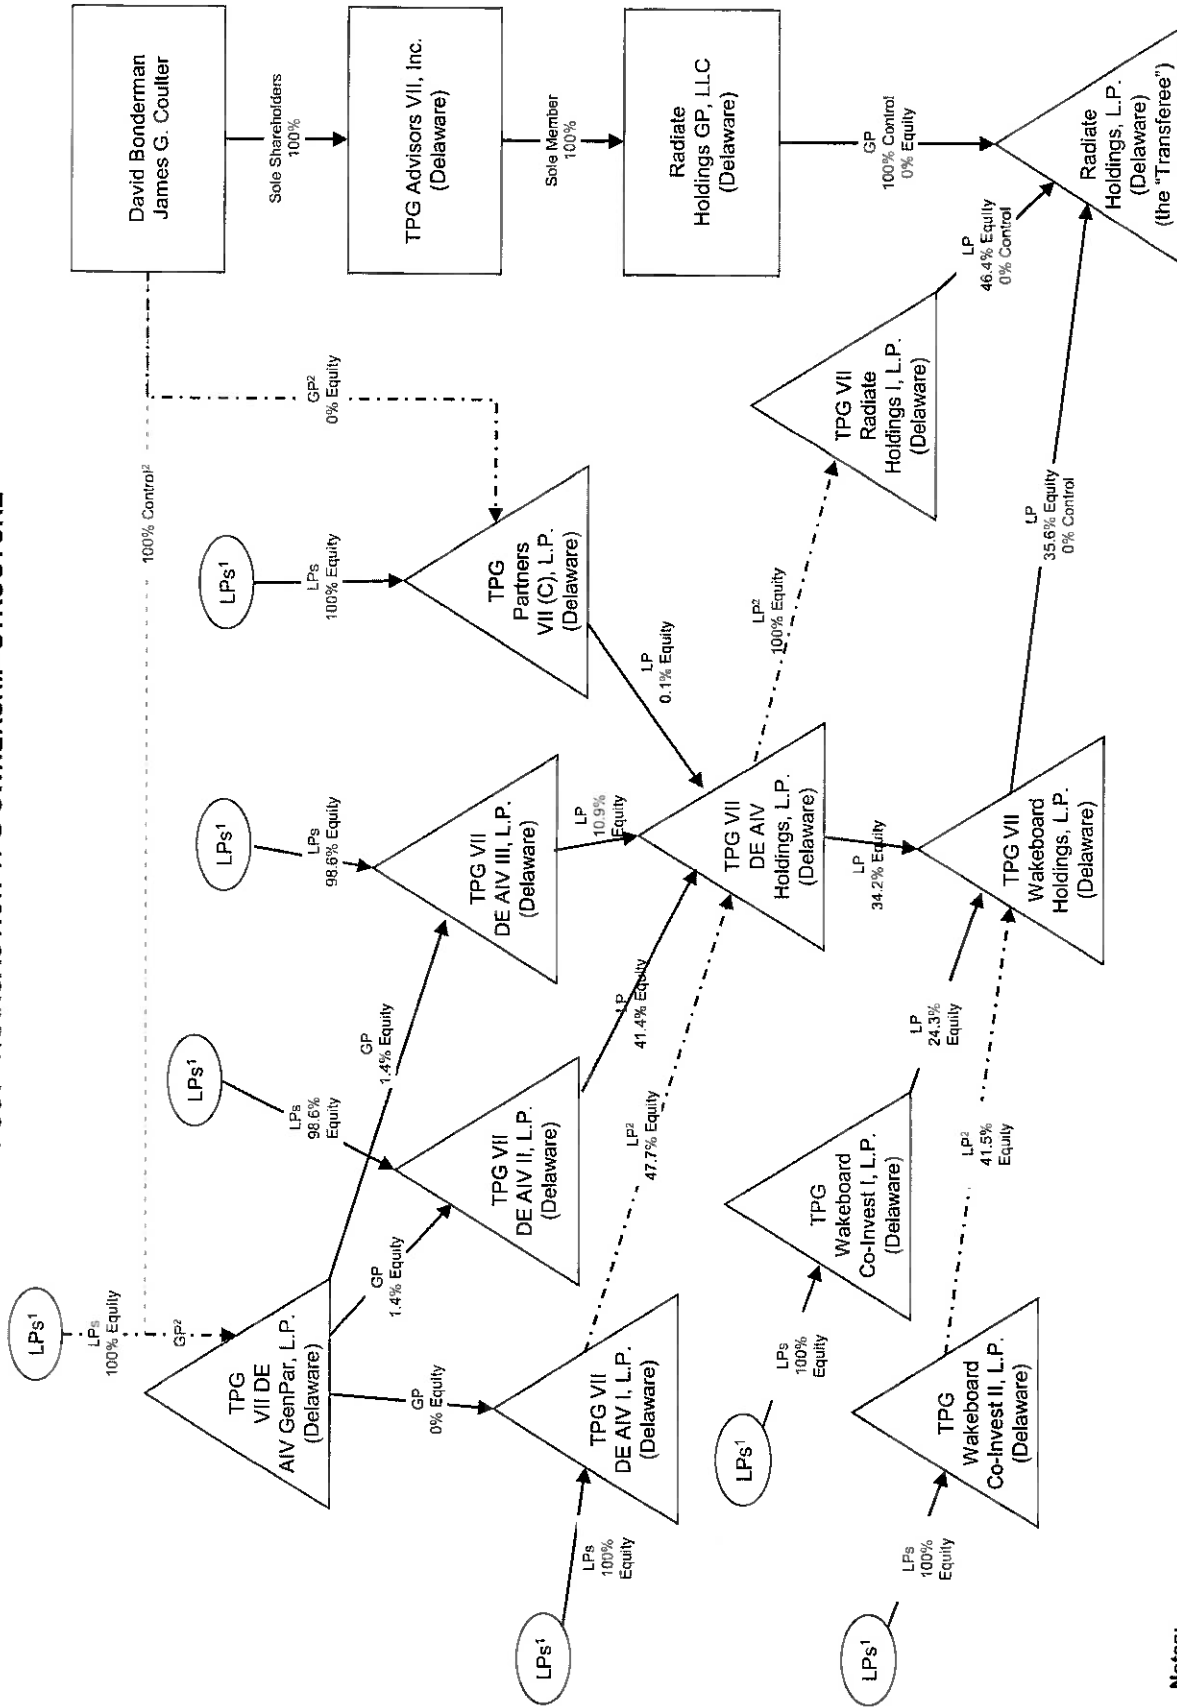 POST-TRANSACTION OWNERSHIP STRUCTURE
LPs¹
LPs
100% Equity
GP²
100% Control²
TPG
VII DE
AIV GenPar, L.P.
(Delaware)
David Bonderman
James G. Coulter
Sole Shareholders
100%
TPG Advisors VII, Inc.
(Delaware)
Sole Member
100%
Radiate
Holdings GP, LLC
(Delaware)
GP
100% Control
0% Equity
Radiate
Holdings, L.P.
(Delaware)
(the “Transferee”)
GP²
0% Equity
LPs¹
LPs
100% Equity
TPG
Partners
VII (C), L.P.
(Delaware)
LP
0.1% Equity
LPs¹
LPs
98.6% Equity
TPG VII
DE AIV III, L.P.
(Delaware)
LP
10.9%
Equity
GP
1.4% Equity
LPs¹
LPs
98.6%
Equity
TPG VII
DE AIV II, L.P.
(Delaware)
GP
1.4% Equity
LP
41.4% Equity
GP
0% Equity
LPs¹
LPs
100%
Equity
TPG VII
DE AIV I, L.P.
(Delaware)
LP²
47.7% Equity
TPG VII
DE AIV
Holdings, L.P.
(Delaware)
LP²
100% Equity
TPG VII
Radiate
Holdings I, L.P.
(Delaware)
LP
46.4% Equity
0% Control
LP
34.2% Equity
TPG VII
Wakeboard
Holdings, L.P.
(Delaware)
LP
35.6% Equity
0% Control
LPs¹
LPs
100%
Equity
TPG
Wakeboard
Co-Invest I, L.P.
(Delaware)
LP
24.3%
Equity
LPs¹
LPs
100%
Equity
TPG
Wakeboard
Co-Invest II, L.P.
(Delaware)
LP²
41.5%
Equity
Notes: